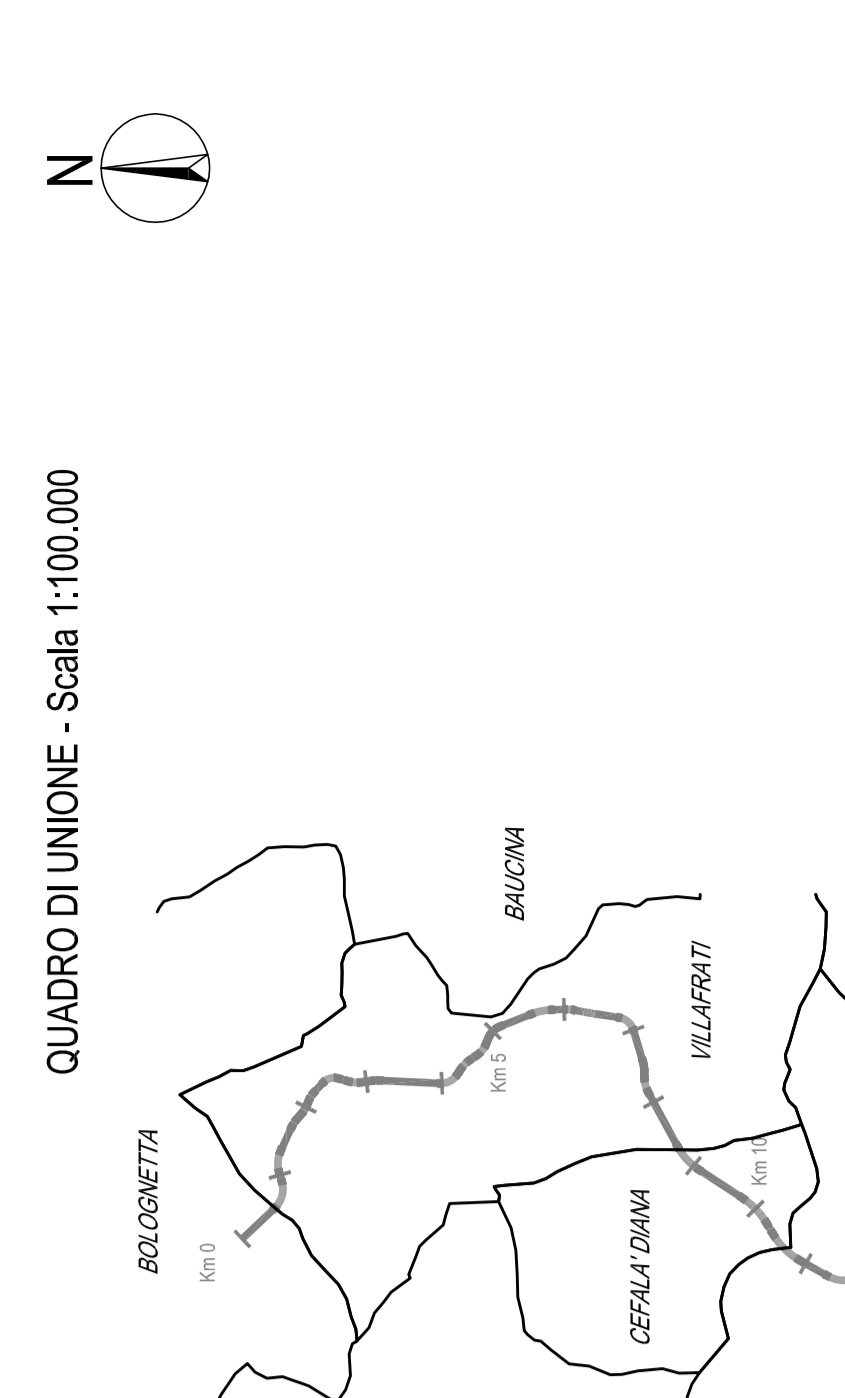 N
QUADRO DI UNIONE - Scala 1:100.000
BOLOGNETTA
Km 0
BAUCINA
Km 5
VILLAFRATI
CEFALA' DIANA
Km 10